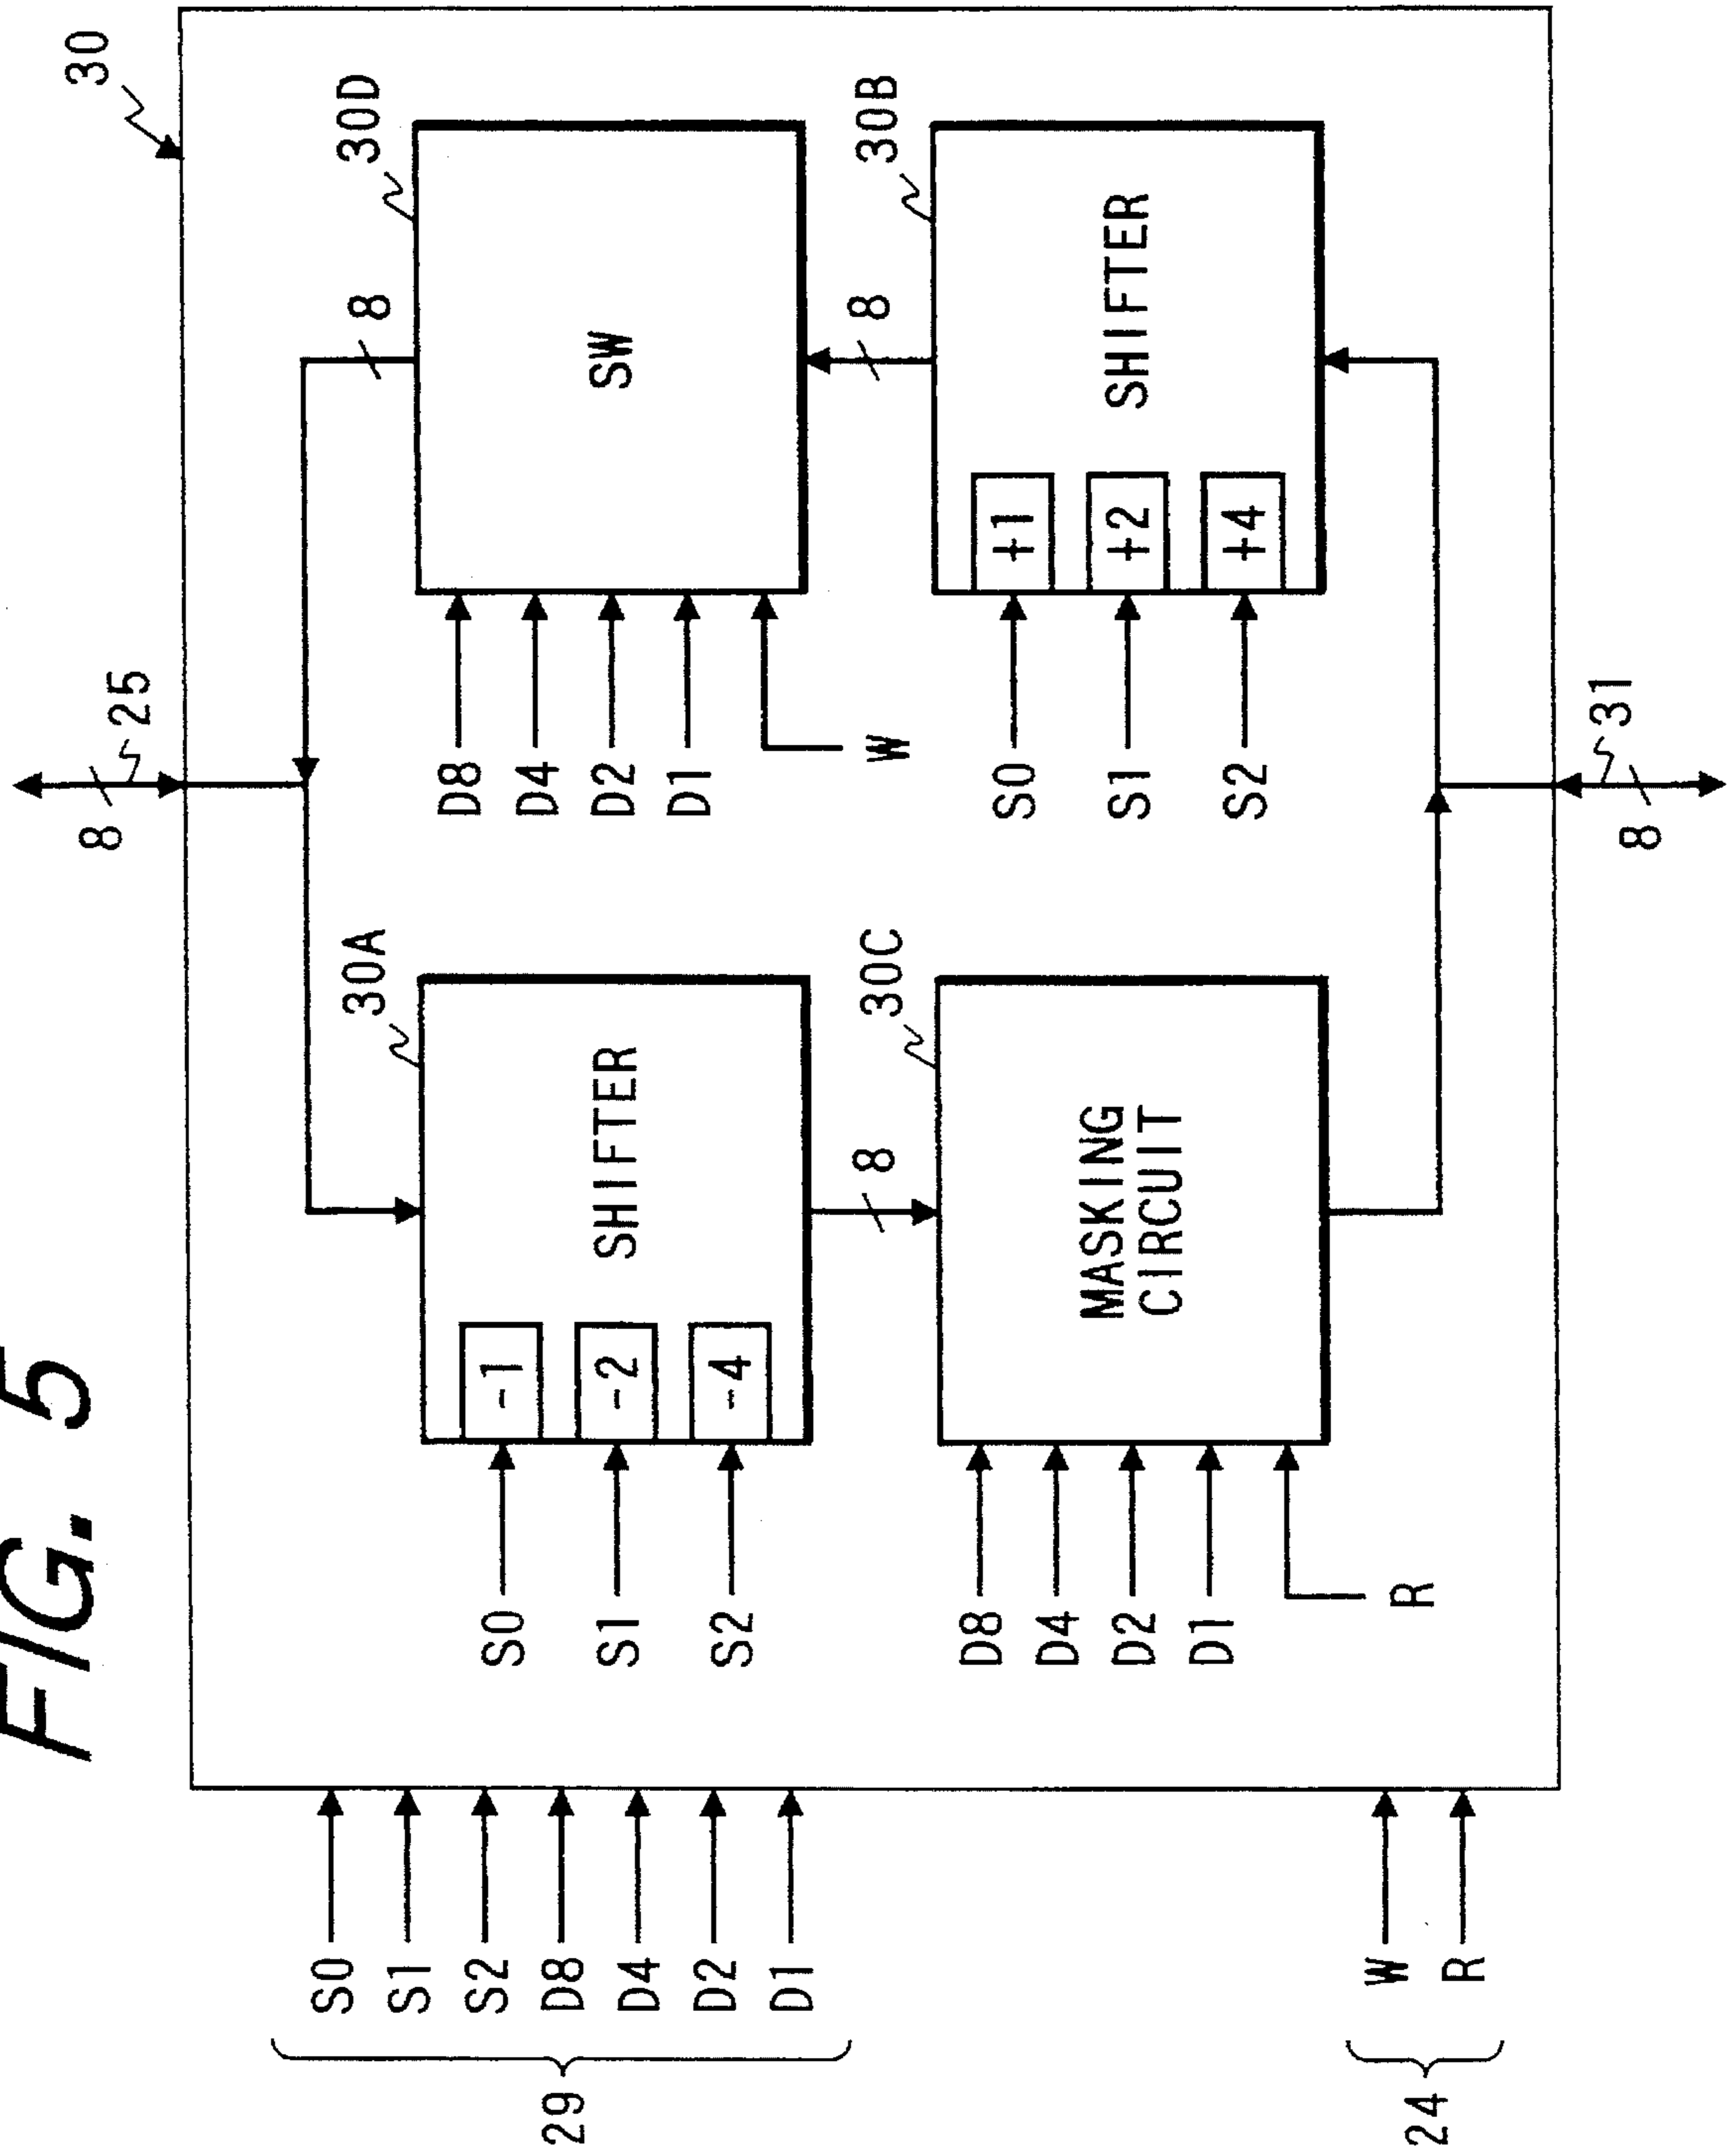 FIG. 5
30
8
25
30A
SHIFTER
-1
-2
-4
S0
S1
S2
8
30C
MASKING
CIRCUIT
D8
D4
D2
D1
R
8
30D
SW
D8
D4
D2
D1
W
8
30B
SHIFTER
+1
+2
+4
S0
S1
S2
8
31
S0
S1
S2
D8
D4
D2
D1
29
W
R
24